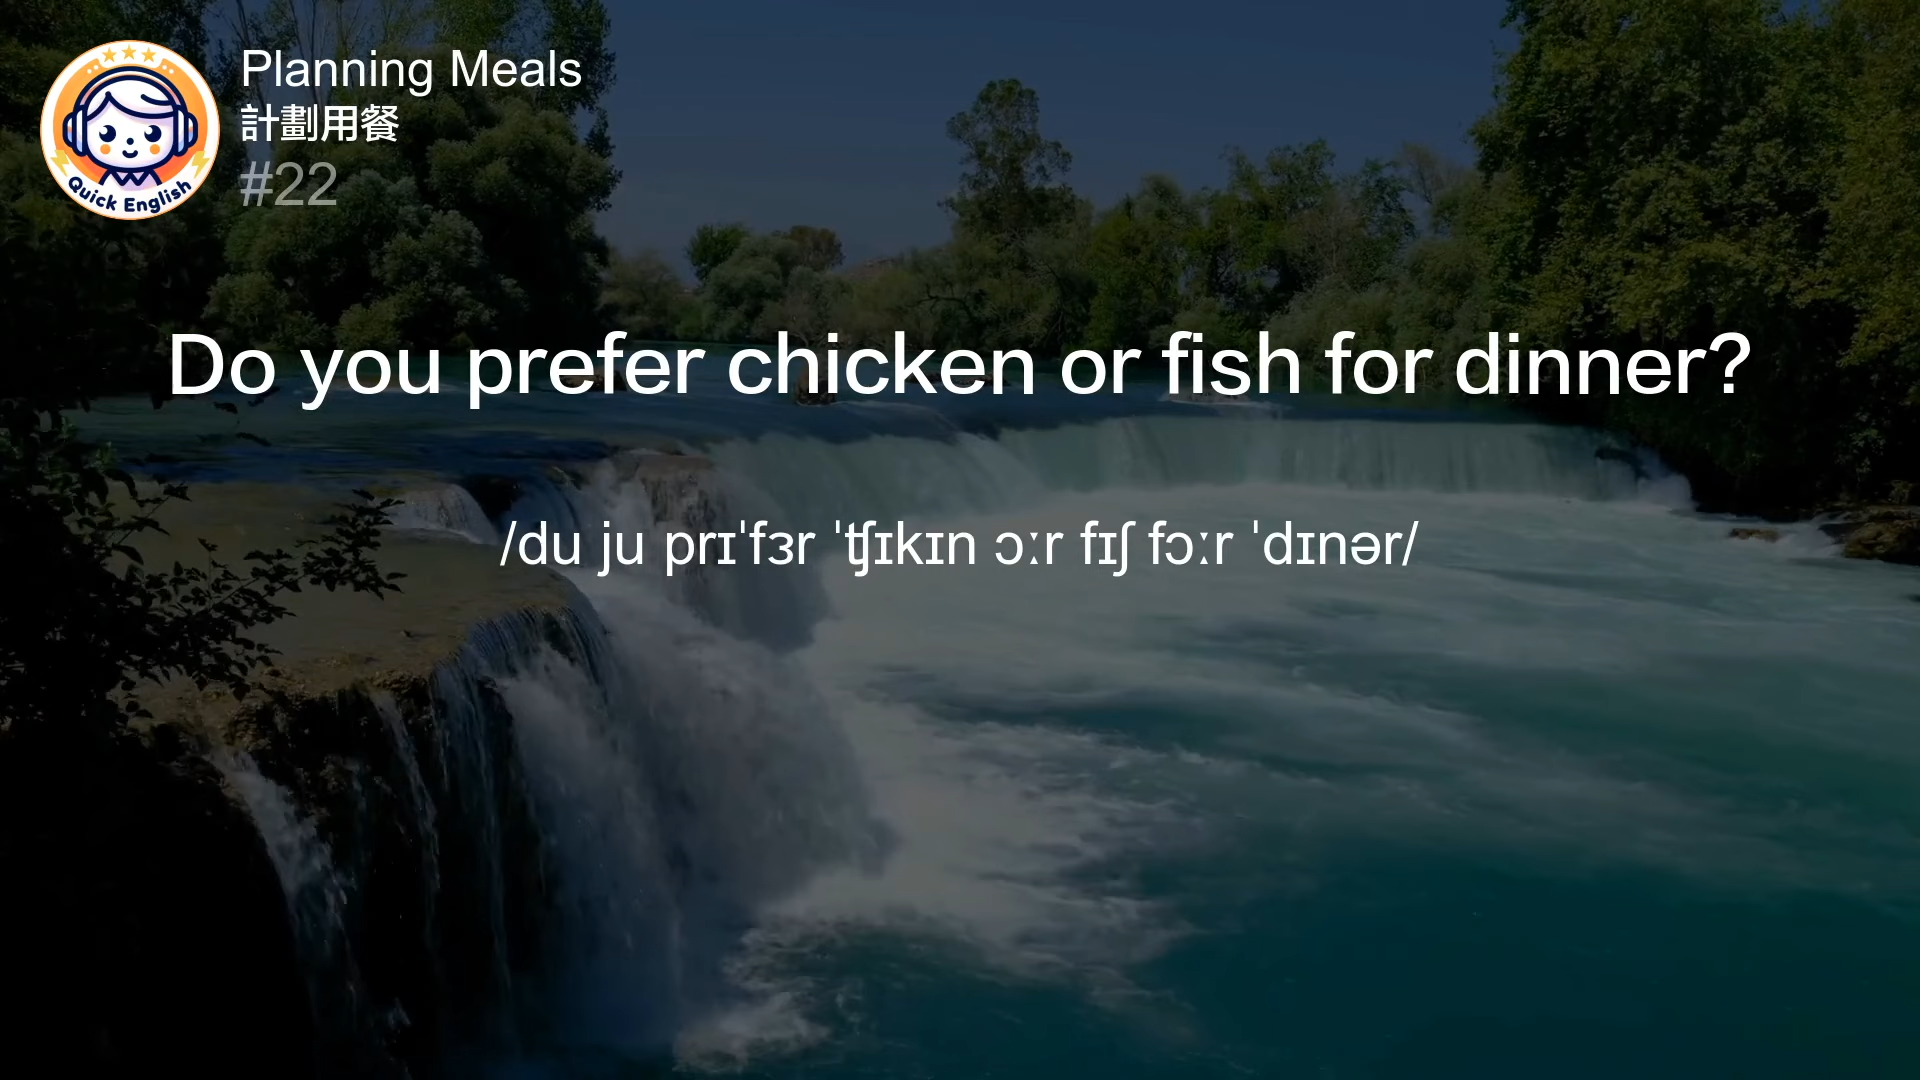 Quick English
Planning Meals
計劃用餐
#22
Do you prefer chicken or fish for dinner?
/du ju prɪˈfɜr ˈʧɪkɪn ɔːr fɪʃ fɔːr ˈdɪnər/